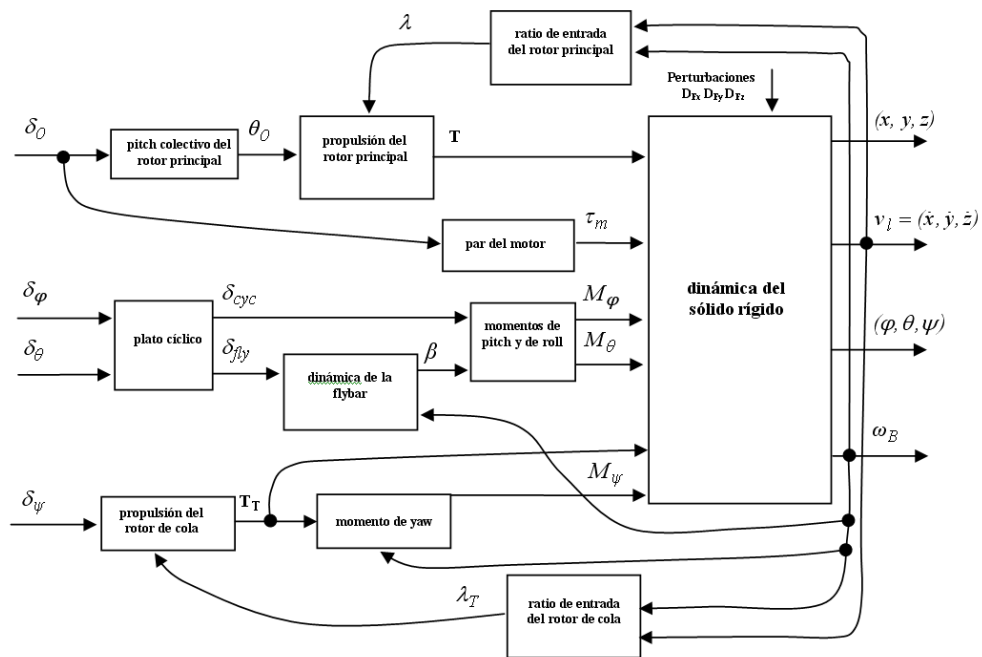 λ
ratio de entrada
del rotor principal
Perturbaciones
D_Fx D_Fy D_Fz
δ_O
pitch colectivo del
rotor principal
θ_O
propulsión del
rotor principal
T
(x, y, z)
par del motor
τ_m
v_l = (ẋ, ẏ, ż)
dinámica del
sólido rígido
δ_φ
δ_θ
plato cíclico
δ_cyc
δ_fly
dinámica de la
flybar
β
momentos de
pitch y de roll
M_φ
M_θ
(φ, θ, ψ)
ω_B
δ_ψ
propulsión del
rotor de cola
T_T
momento de yaw
M_ψ
λ_T
ratio de entrada
del rotor de cola